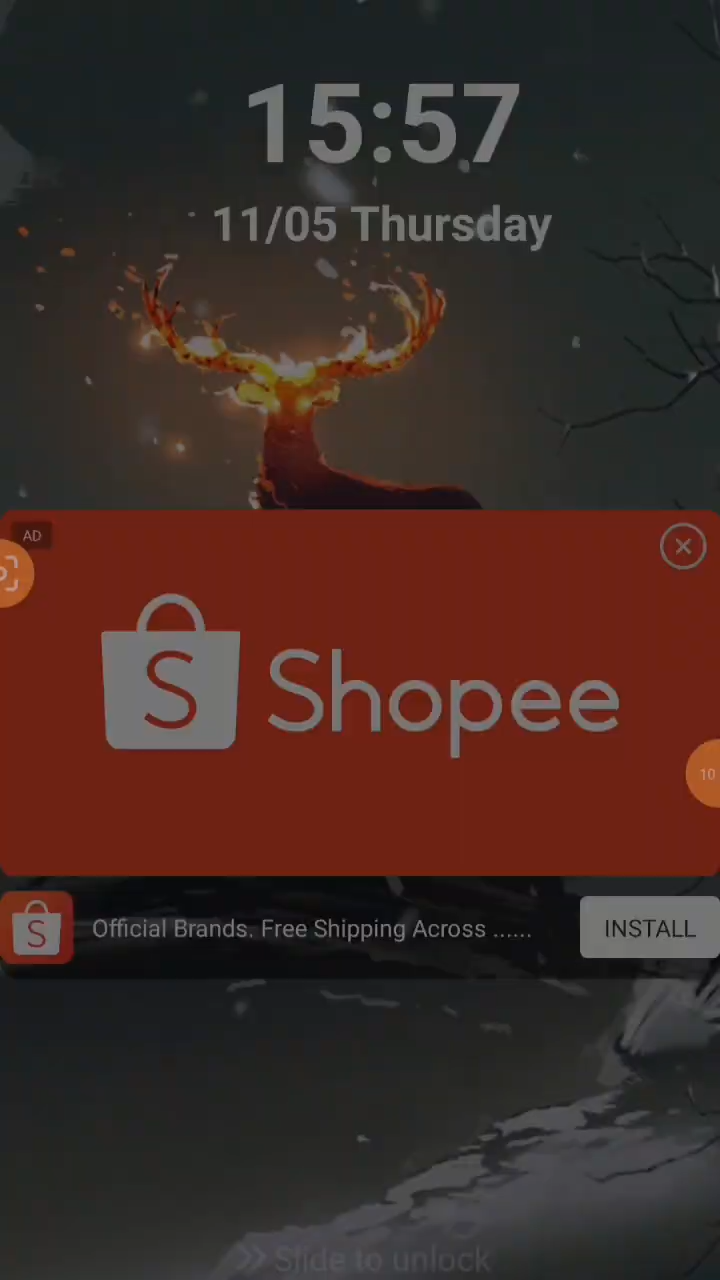 15:57
11/05 Thursday
AD
S Shopee
10
S
Official Brands. Free Shipping Across ......
INSTALL
Slide to unlock